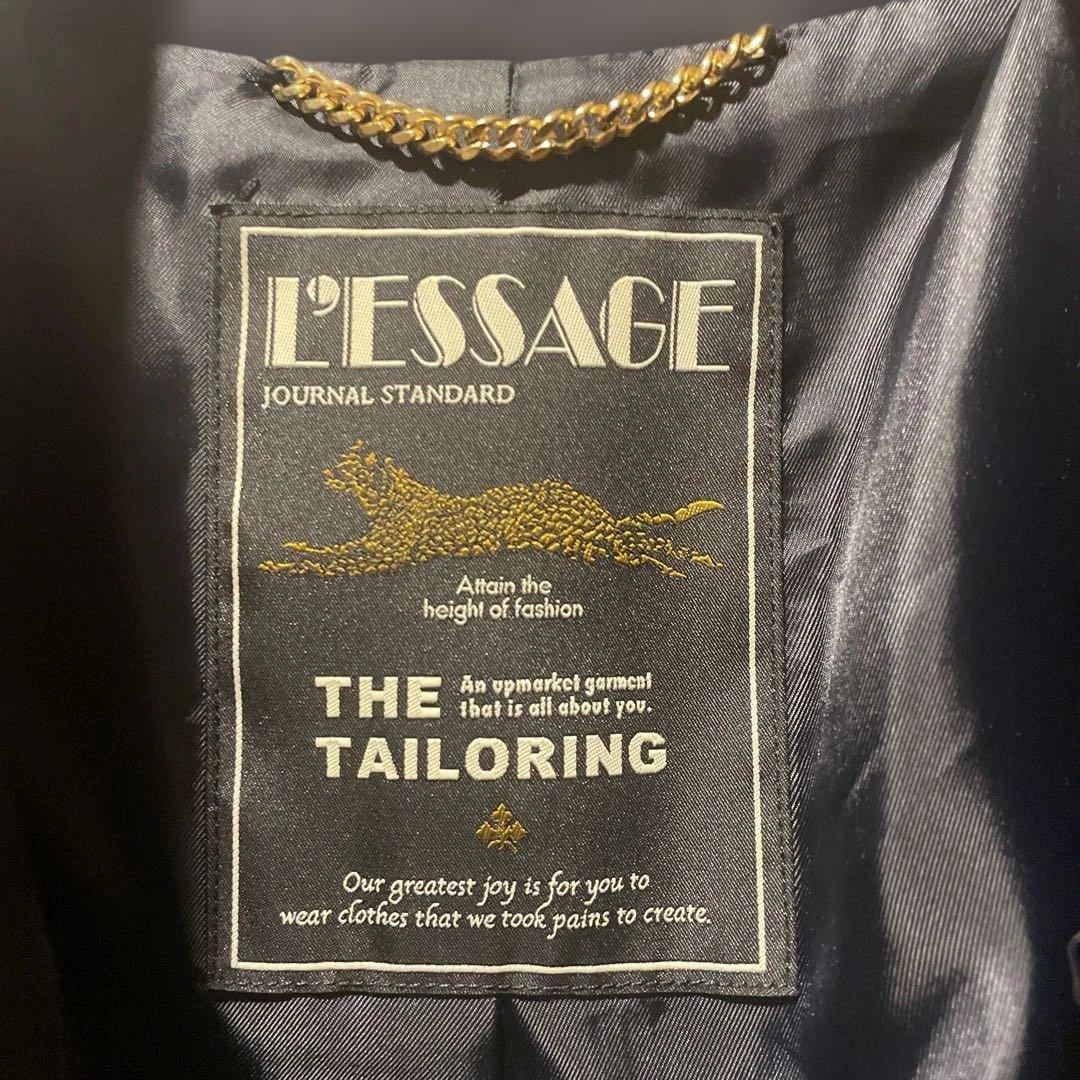 L'ESSAGE
JOURNAL STANDARD
Attain the
height of fashion
THE An upmarket garment
that is all about you.
TAILORING
Our greatest joy is for you to
wear clothes that we took pains to create.